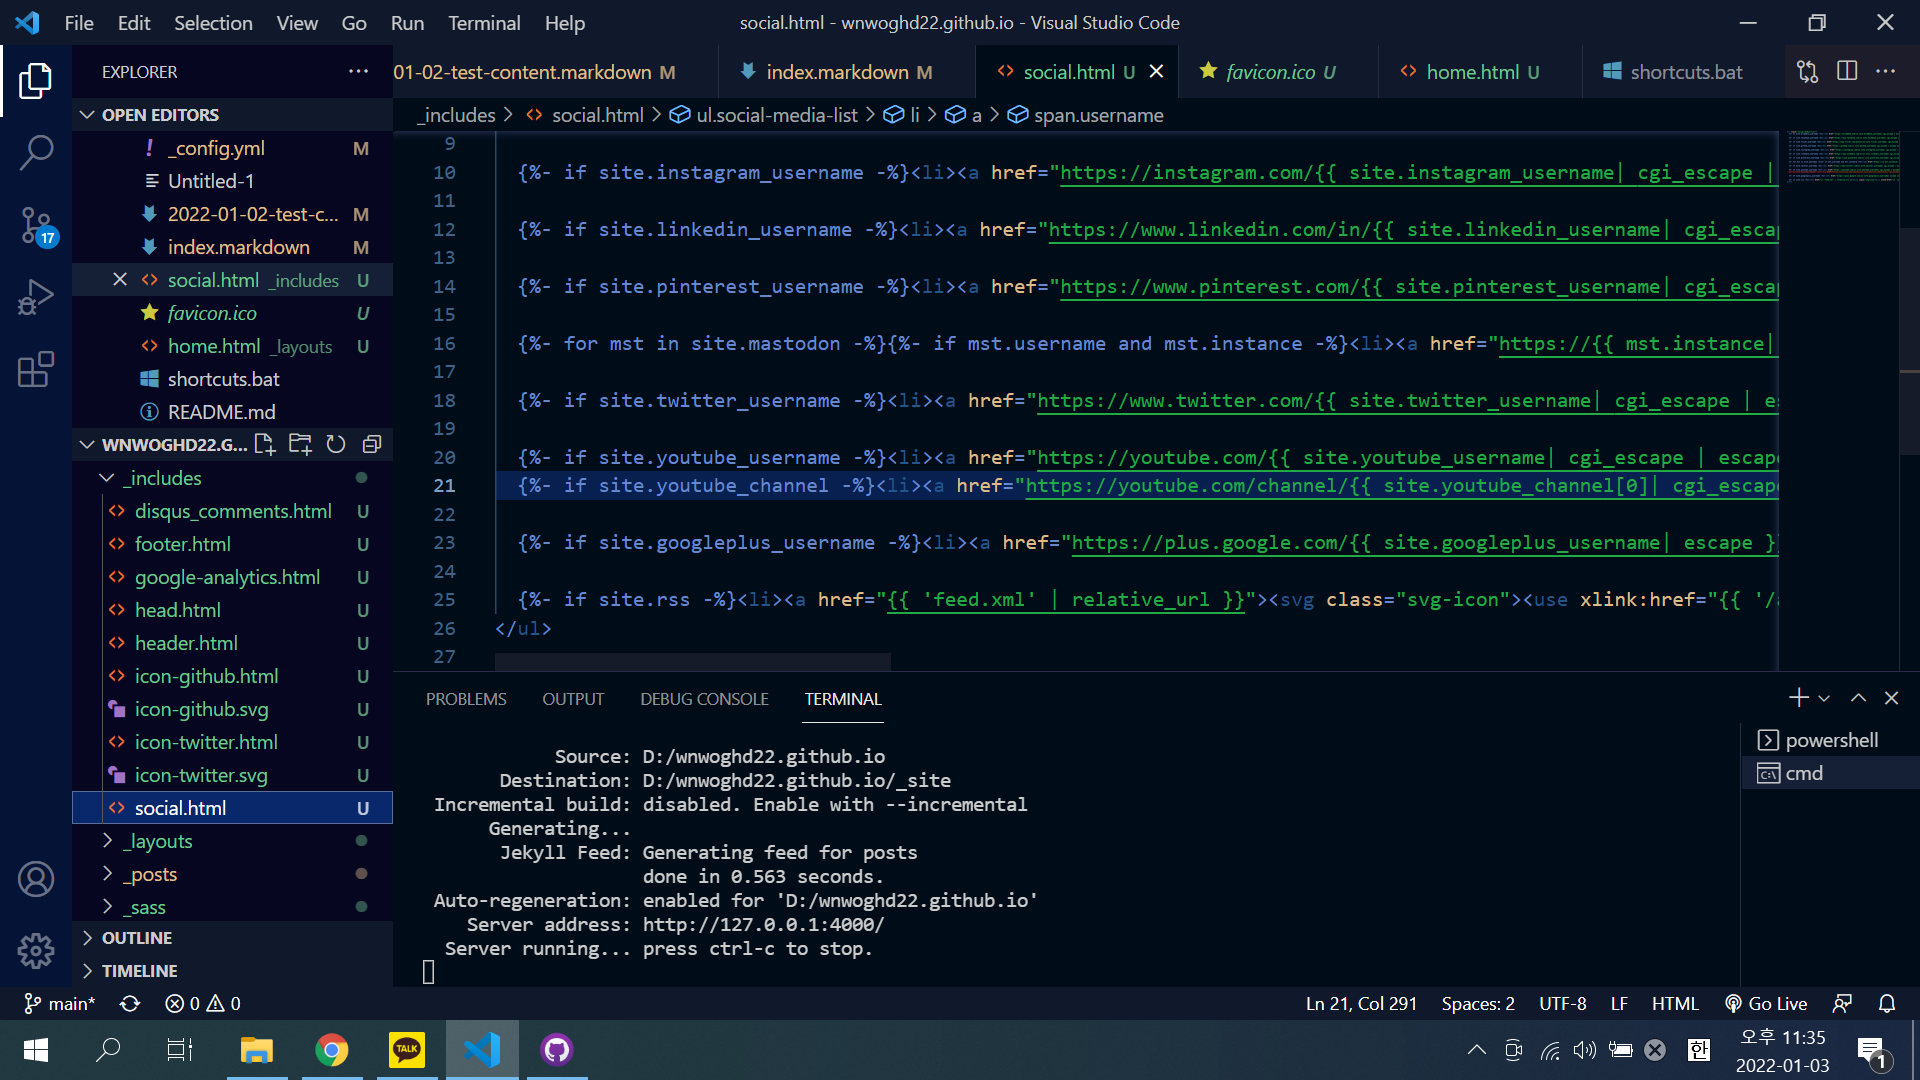 File Edit Selection View Go Run Terminal Help
social.html - wnwoghd22.github.io - Visual Studio Code
EXPLORER
01-02-test-content.markdown M
index.markdown M
social.html U
favicon.ico U
home.html U
shortcuts.bat
_includes > social.html > ul.social-media-list > li > a > span.username
OPEN EDITORS
_config.yml M
Untitled-1
2022-01-02-test-c... M
index.markdown M
social.html _includes U
favicon.ico U
home.html _layouts U
shortcuts.bat
README.md
WNWOGHD22.G...
_includes
disqus_comments.html U
footer.html U
google-analytics.html U
head.html U
header.html U
icon-github.html U
icon-github.svg U
icon-twitter.html U
icon-twitter.svg U
social.html U
_layouts
_posts
_sass
OUTLINE
TIMELINE
17
9
10 {%- if site.instagram_username -%}<li><a href="https://instagram.com/{{ site.instagram_username| cgi_escape |
11
12 {%- if site.linkedin_username -%}<li><a href="https://www.linkedin.com/in/{{ site.linkedin_username| cgi_escap
13
14 {%- if site.pinterest_username -%}<li><a href="https://www.pinterest.com/{{ site.pinterest_username| cgi_escap
15
16 {%- for mst in site.mastodon -%}{%- if mst.username and mst.instance -%}<li><a href="https://{{ mst.instance|
17
18 {%- if site.twitter_username -%}<li><a href="https://www.twitter.com/{{ site.twitter_username| cgi_escape | es
19
20 {%- if site.youtube_username -%}<li><a href="https://youtube.com/{{ site.youtube_username| cgi_escape | escape
21 {%- if site.youtube_channel -%}<li><a href="https://youtube.com/channel/{{ site.youtube_channel[0]| cgi_escape
22
23 {%- if site.googleplus_username -%}<li><a href="https://plus.google.com/{{ site.googleplus_username| escape }
24
25 {%- if site.rss -%}<li><a href="{{ 'feed.xml' | relative_url }}"><svg class="svg-icon"><use xlink:href="{{ '/a
26 </ul>
27
PROBLEMS OUTPUT DEBUG CONSOLE TERMINAL
Source: D:/wnwoghd22.github.io
Destination: D:/wnwoghd22.github.io/_site
Incremental build: disabled. Enable with --incremental
Generating...
Jekyll Feed: Generating feed for posts
done in 0.563 seconds.
Auto-regeneration: enabled for 'D:/wnwoghd22.github.io'
Server address: http://127.0.0.1:4000/
Server running... press ctrl-c to stop.
powershell
cmd
main* 0 0
Ln 21, Col 291 Spaces: 2 UTF-8 LF HTML Go Live
TALK
한
오후 11:35
2022-01-03
1